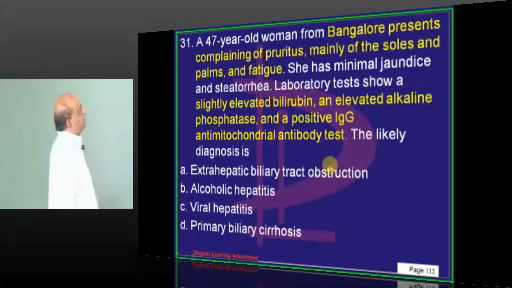 31. A 47-year-old woman from Bangalore presents
complaining of pruritus, mainly of the soles and
palms, and fatigue. She has minimal jaundice
and steatorrhea. Laboratory tests show a
slightly elevated bilirubin, an elevated alkaline
phosphatase, and a positive IgG
antimitochondrial antibody test. The likely
diagnosis is
a. Extrahepatic biliary tract obstruction
b. Alcoholic hepatitis
c. Viral hepatitis
d. Primary biliary cirrhosis
Page 113